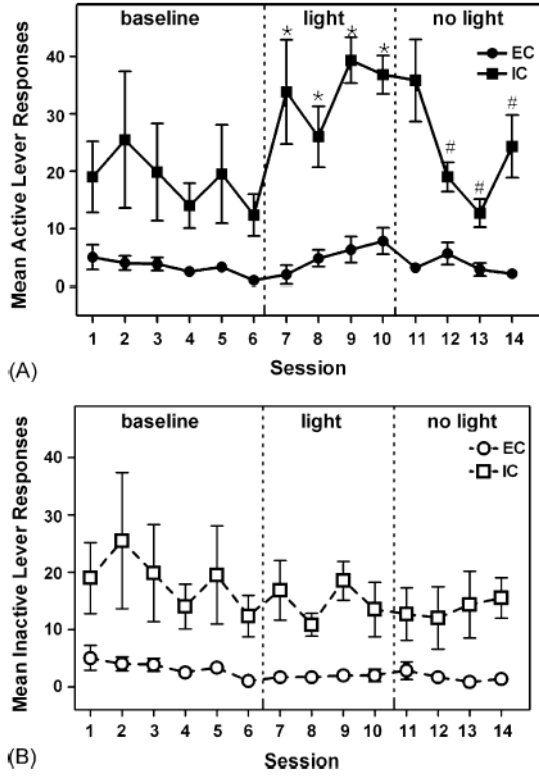 baseline light no light
EC
IC
* * * *
# # #
40
30
20
10
0
Mean Active Lever Responses
1 2 3 4 5 6 7 8 9 10 11 12 13 14
Session
(A)
baseline light no light
EC
IC
40
30
20
10
0
Mean Inactive Lever Responses
1 2 3 4 5 6 7 8 9 10 11 12 13 14
Session
(B)